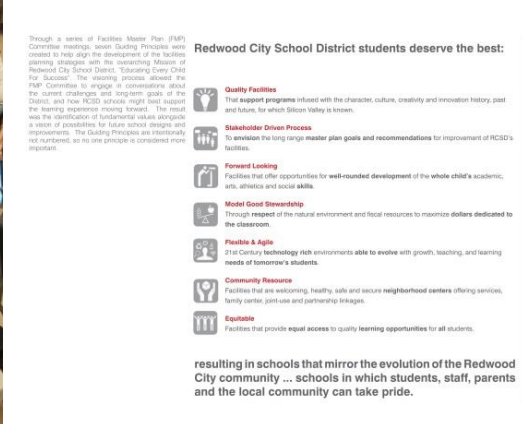 Through a series of Facilities Master Plan (FMP)
Committee meetings, seven Guiding Principles were
created to help align the development of the facilities
planning strategies with the overarching Mission of
Redwood City School District, "Educating Every Child
For Success" The visioning process allowed the
FMP Committee to engage in conversations about
the current challenges and long-term goals of the
District, and how RCSD schools might best support
the learning experience moving forward. The result
was the identification of fundamental values alongside
a vision of possibilities for future school designs and
improvements. The Guiding Principles are intentionally
not numbered, so no one principle is considered more
important.
Redwood City School District students deserve the best:
Quality Facilities
That support programs infused with the character, culture, creativity and innovation history, past
and future, for which Silicon Valley is known.
Stakeholder Driven Process
To envision the long range master plan goals and recommendations for improvement of RCSD's
facilities.
Forward Looking
Facilities that offer opportunities for well-rounded development of the whole child's academic,
arts, athletics and social skills.
Model Good Stewardship
Through respect of the natural environment and fiscal resources to maximize dollars dedicated to
the classroom.
Flexible & Agile
21st Century technology rich environments able to evolve with growth, teaching, and learning
needs of tomorrow's students.
Community Resource
Facilities that are welcoming, healthy, safe and secure neighborhood centers offering services,
family center, joint-use and partnership linkages.
Equitable
Facilities that provide equal access to quality learning opportunities for all students.
resulting in schools that mirror the evolution of the Redwood
City community ... schools in which students, staff, parents
and the local community can take pride.